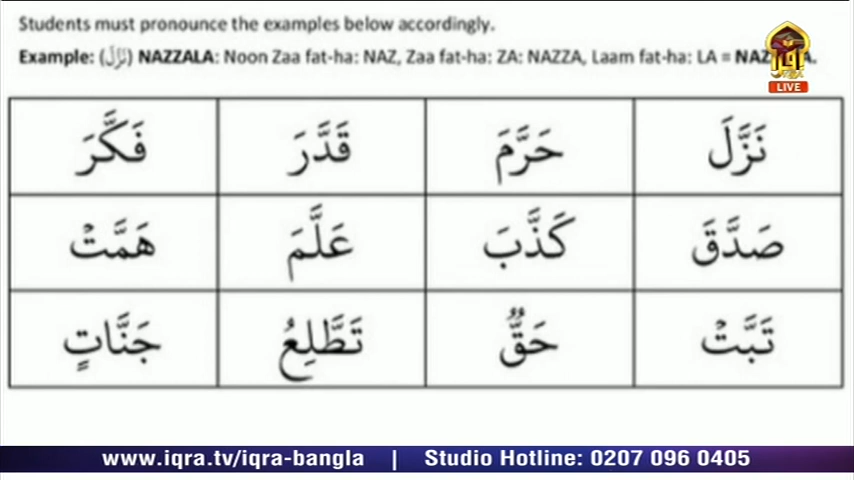 Students must pronounce the examples below accordingly.
Example: (نَزَّلَ) NAZZALA: Noon Zaa fat-ha: NAZ, Zaa fat-ha: ZA: NAZZA, Laam fat-ha: LA =
LIVE
نَزَّلَ حَرَّمَ قَدَّرَ فَكَّرَ
صَدَّقَ كَذَّبَ عَلَّمَ هَمَّتْ
تَبَّتْ حَقٌّ تَطَّلِعُ جَنَّاتٍ
www.iqra.tv/iqra-bangla | Studio Hotline: 0207 096 0405